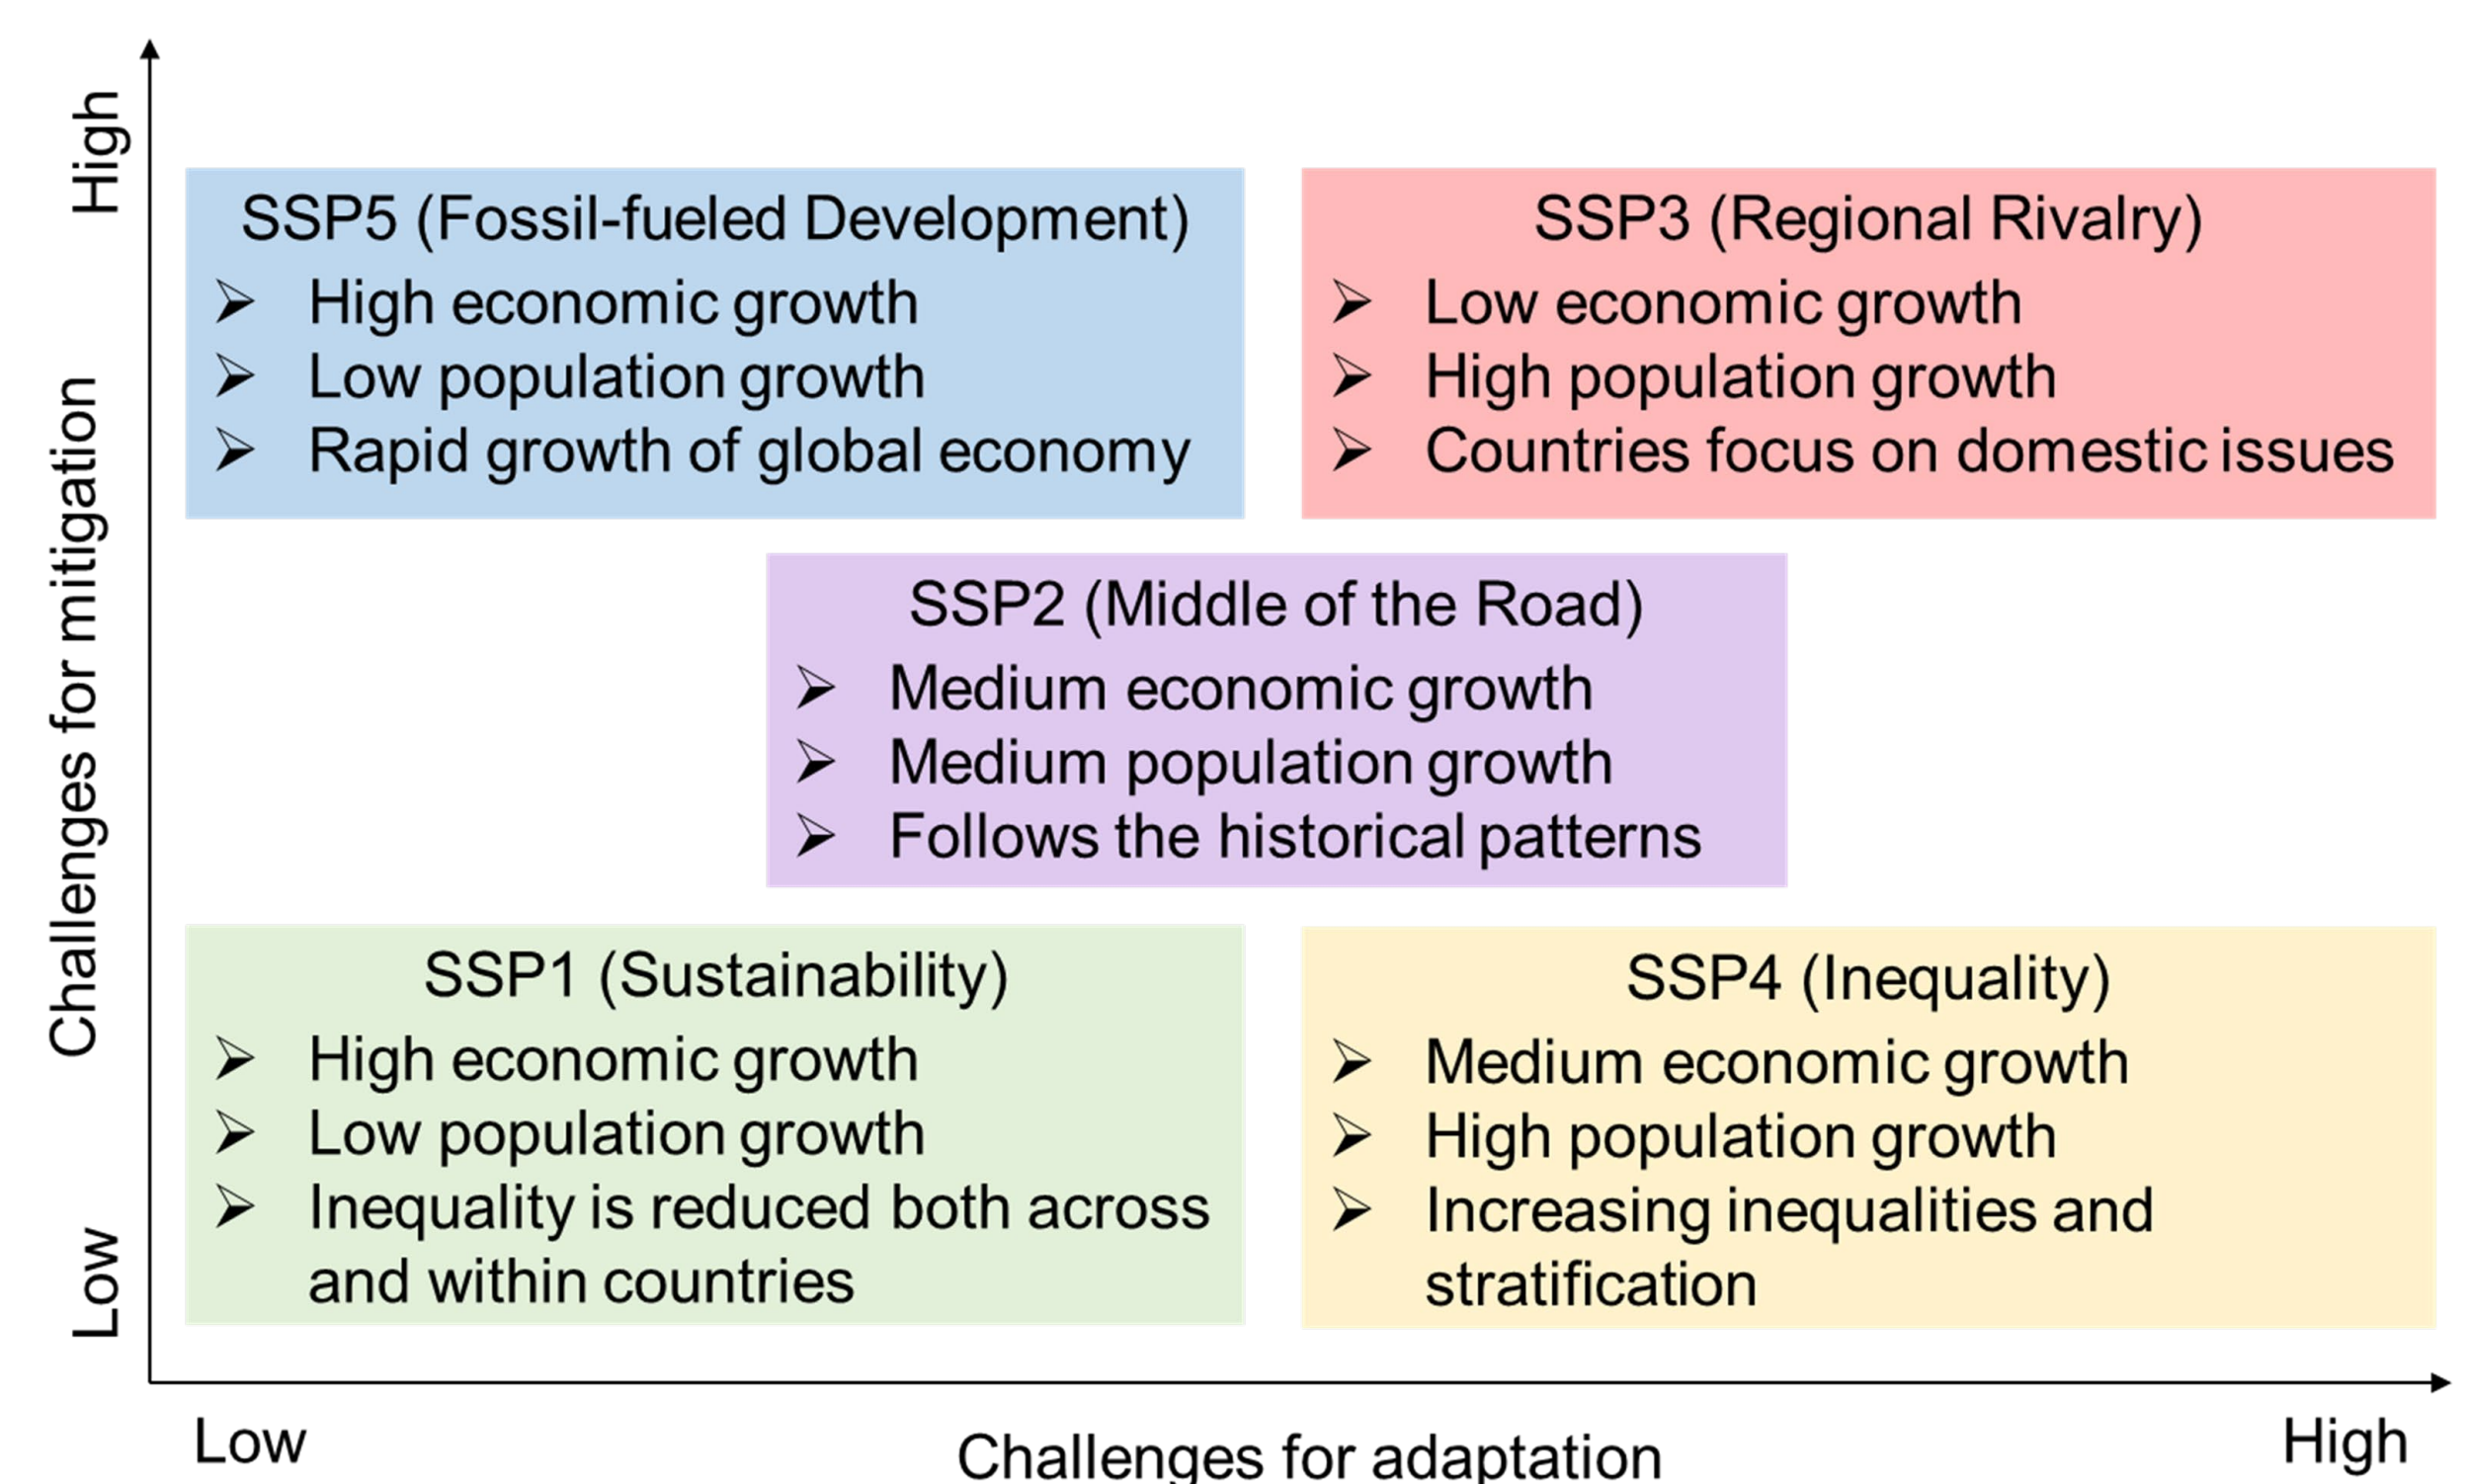 High
Challenges for mitigation
Low
SSP5 (Fossil-fueled Development)
➢ High economic growth
➢ Low population growth
➢ Rapid growth of global economy
SSP3 (Regional Rivalry)
➢ Low economic growth
➢ High population growth
➢ Countries focus on domestic issues
SSP2 (Middle of the Road)
➢ Medium economic growth
➢ Medium population growth
➢ Follows the historical patterns
SSP1 (Sustainability)
➢ High economic growth
➢ Low population growth
➢ Inequality is reduced both across
and within countries
SSP4 (Inequality)
➢ Medium economic growth
➢ High population growth
➢ Increasing inequalities and
stratification
Low
Challenges for adaptation
High